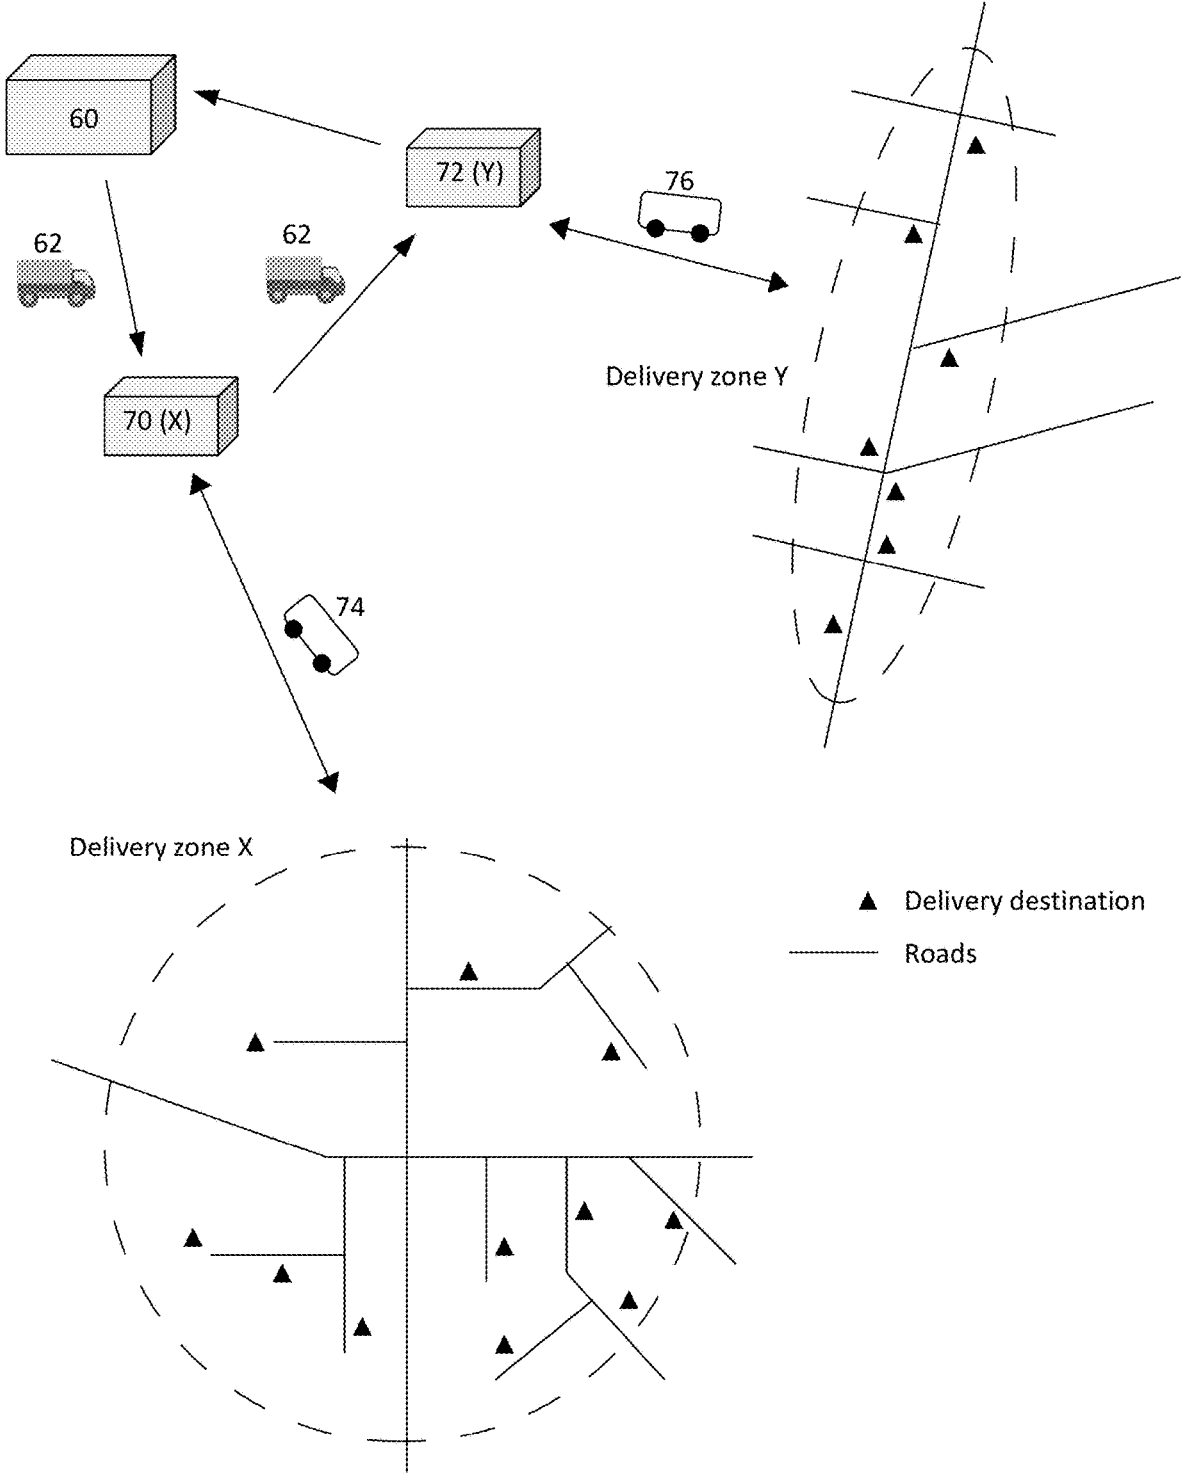 60
72 (Y)
76
62
62
Delivery zone Y
70 (X)
74
Delivery zone X
Delivery destination
Roads